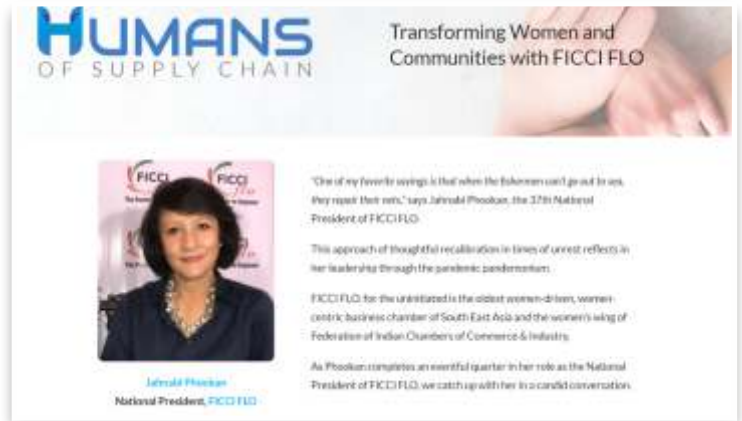 HUMANS
OF SUPPLY CHAIN
Transforming Women and
Communities with FICCI FLO
FICCI
flo
FICCI
flo
"One of my favorite sayings is that when the fishermen can't go out to sea,
they repair their nets," says Jahnabi Phookan, the 37th National
President of FICCI FLO.
This approach of thoughtful recalibration in times of unrest reflects in
her leadership through the pandemic pandemonium.
FICCI FLO, for the uninitiated is the oldest women-driven, women-
centric business chamber of South East Asia and the women's wing of
Federation of Indian Chambers of Commerce & Industry.
As Phookan completes an eventful quarter in her role as the National
President of FICCI FLO, we catch up with her in a candid conversation.
Jahnabi Phookan
National President, FICCI FLO